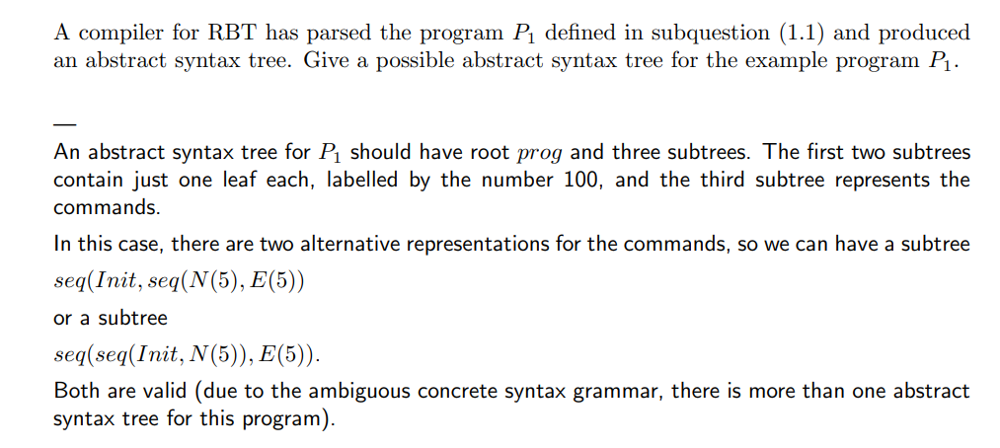 A compiler for RBT has parsed the program P₁ defined in subquestion (1.1) and produced
an abstract syntax tree. Give a possible abstract syntax tree for the example program P₁.
—
An abstract syntax tree for P₁ should have root prog and three subtrees. The first two subtrees
contain just one leaf each, labelled by the number 100, and the third subtree represents the
commands.
In this case, there are two alternative representations for the commands, so we can have a subtree
seq(Init, seq(N(5), E(5))
or a subtree
seq(seq(Init, N(5)), E(5)).
Both are valid (due to the ambiguous concrete syntax grammar, there is more than one abstract
syntax tree for this program).